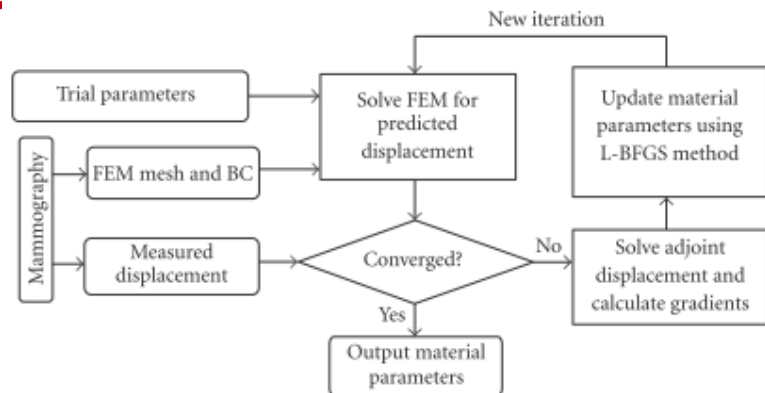 New iteration
Trial parameters
Solve FEM for
predicted
displacement
Update material
parameters using
L-BFGS method
Mammography
FEM mesh and BC
Measured
displacement
Converged?
No
Solve adjoint
displacement and
calculate gradients
Yes
Output material
parameters